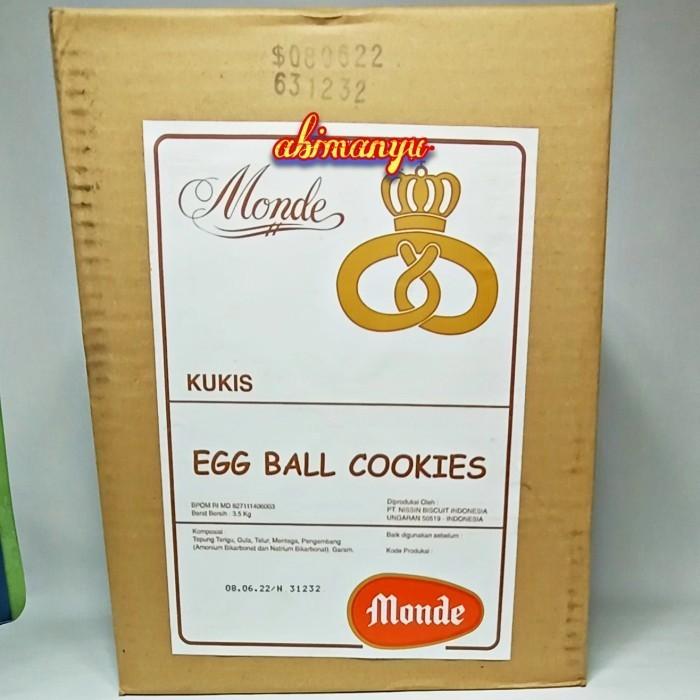 $080622
631232
abimanyu
Monde
KUKIS
EGG BALL COOKIES
BPOM RI MD 827111406003
Berat Bersih : 3.5 Kg
Diproduksi Oleh :
PT. NISSIN BISCUIT INDONESIA
UNGARAN 50519 - INDONESIA
Komposisi :
Tepung Terigu, Gula, Telur, Mentega, Pengembang
(Amonium Bikarbonat dan Natrium Bikarbonat), Garam.
Baik digunakan sebelum :
Kode Produksi :
08.06.22/N 31232
Monde